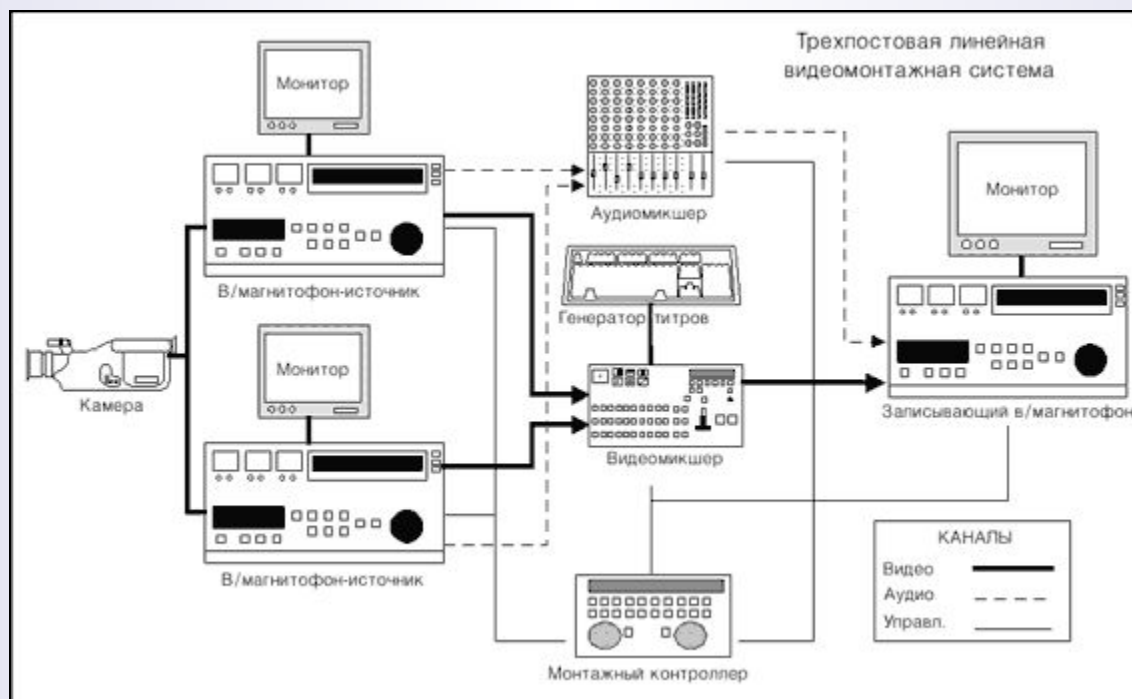 Трехпостовая линейная
видеомонтажная система
Монитор
В/магнитофон-источник
Камера
Монитор
В/магнитофон-источник
Аудиомикшер
Генератор титров
Видеомикшер
Монтажный контроллер
Монитор
Записывающий в/магнитофон
КАНАЛЫ
Видео
Аудио
Управл.